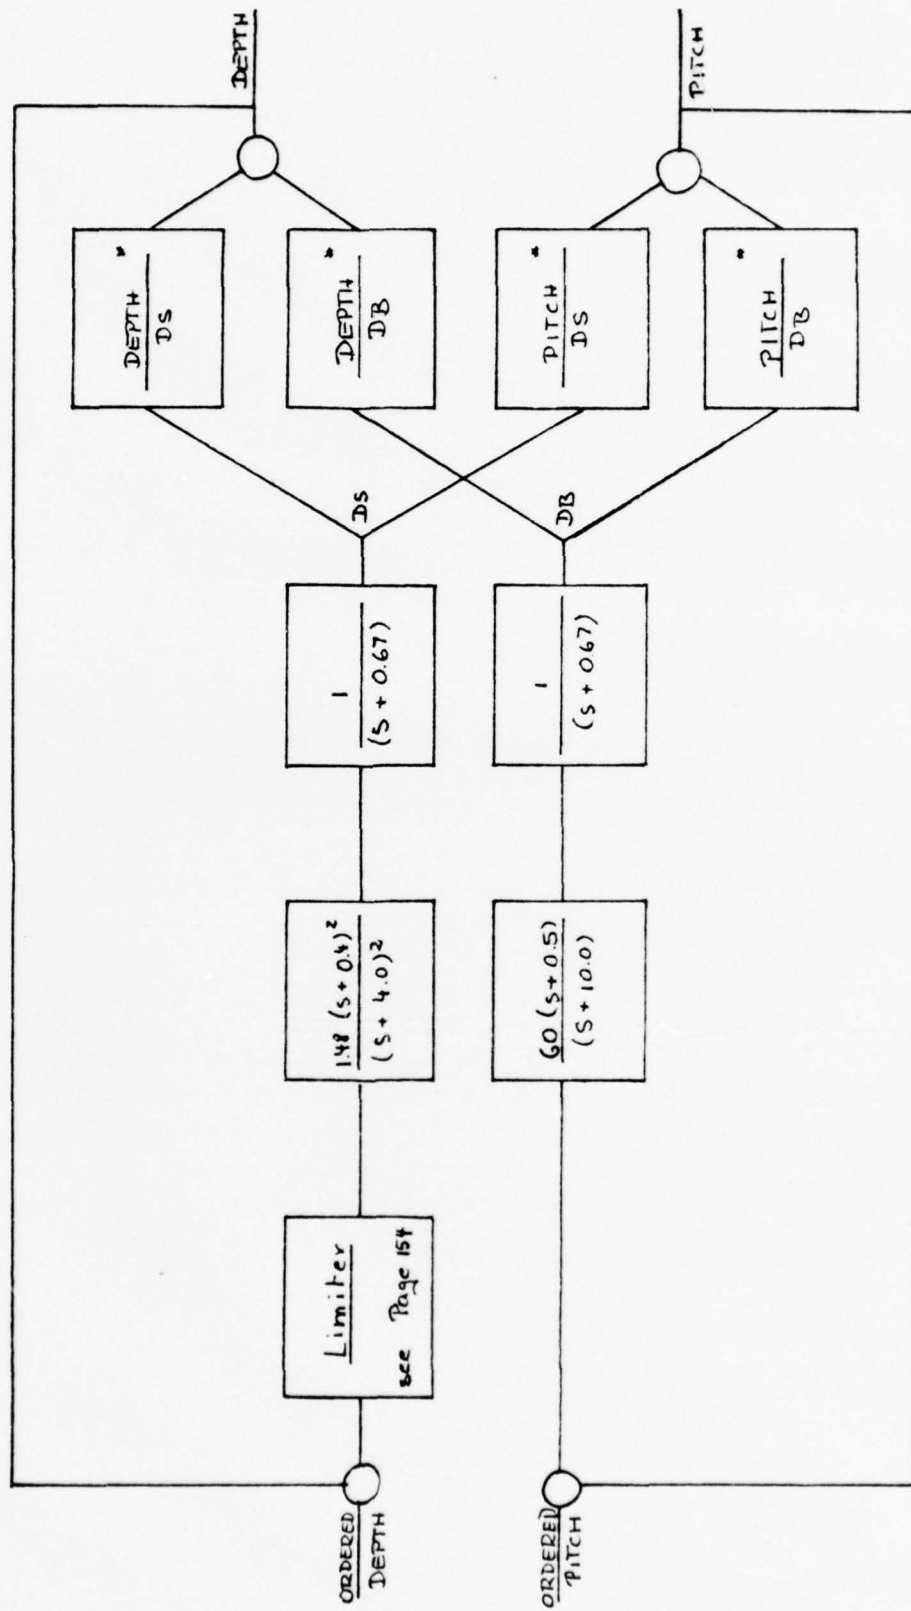 ORDERED
DEPTH
Limiter
see Page 154
1.48 (s + 0.4)²
(s + 4.0)²
1
(s + 0.67)
DS
DEPTH *
DS
DEPTH *
DB
DEPTH
ORDERED
PITCH
60 (s + 0.5)
(s + 10.0)
1
(s + 0.67)
DB
PITCH *
DS
PITCH *
DB
PITCH